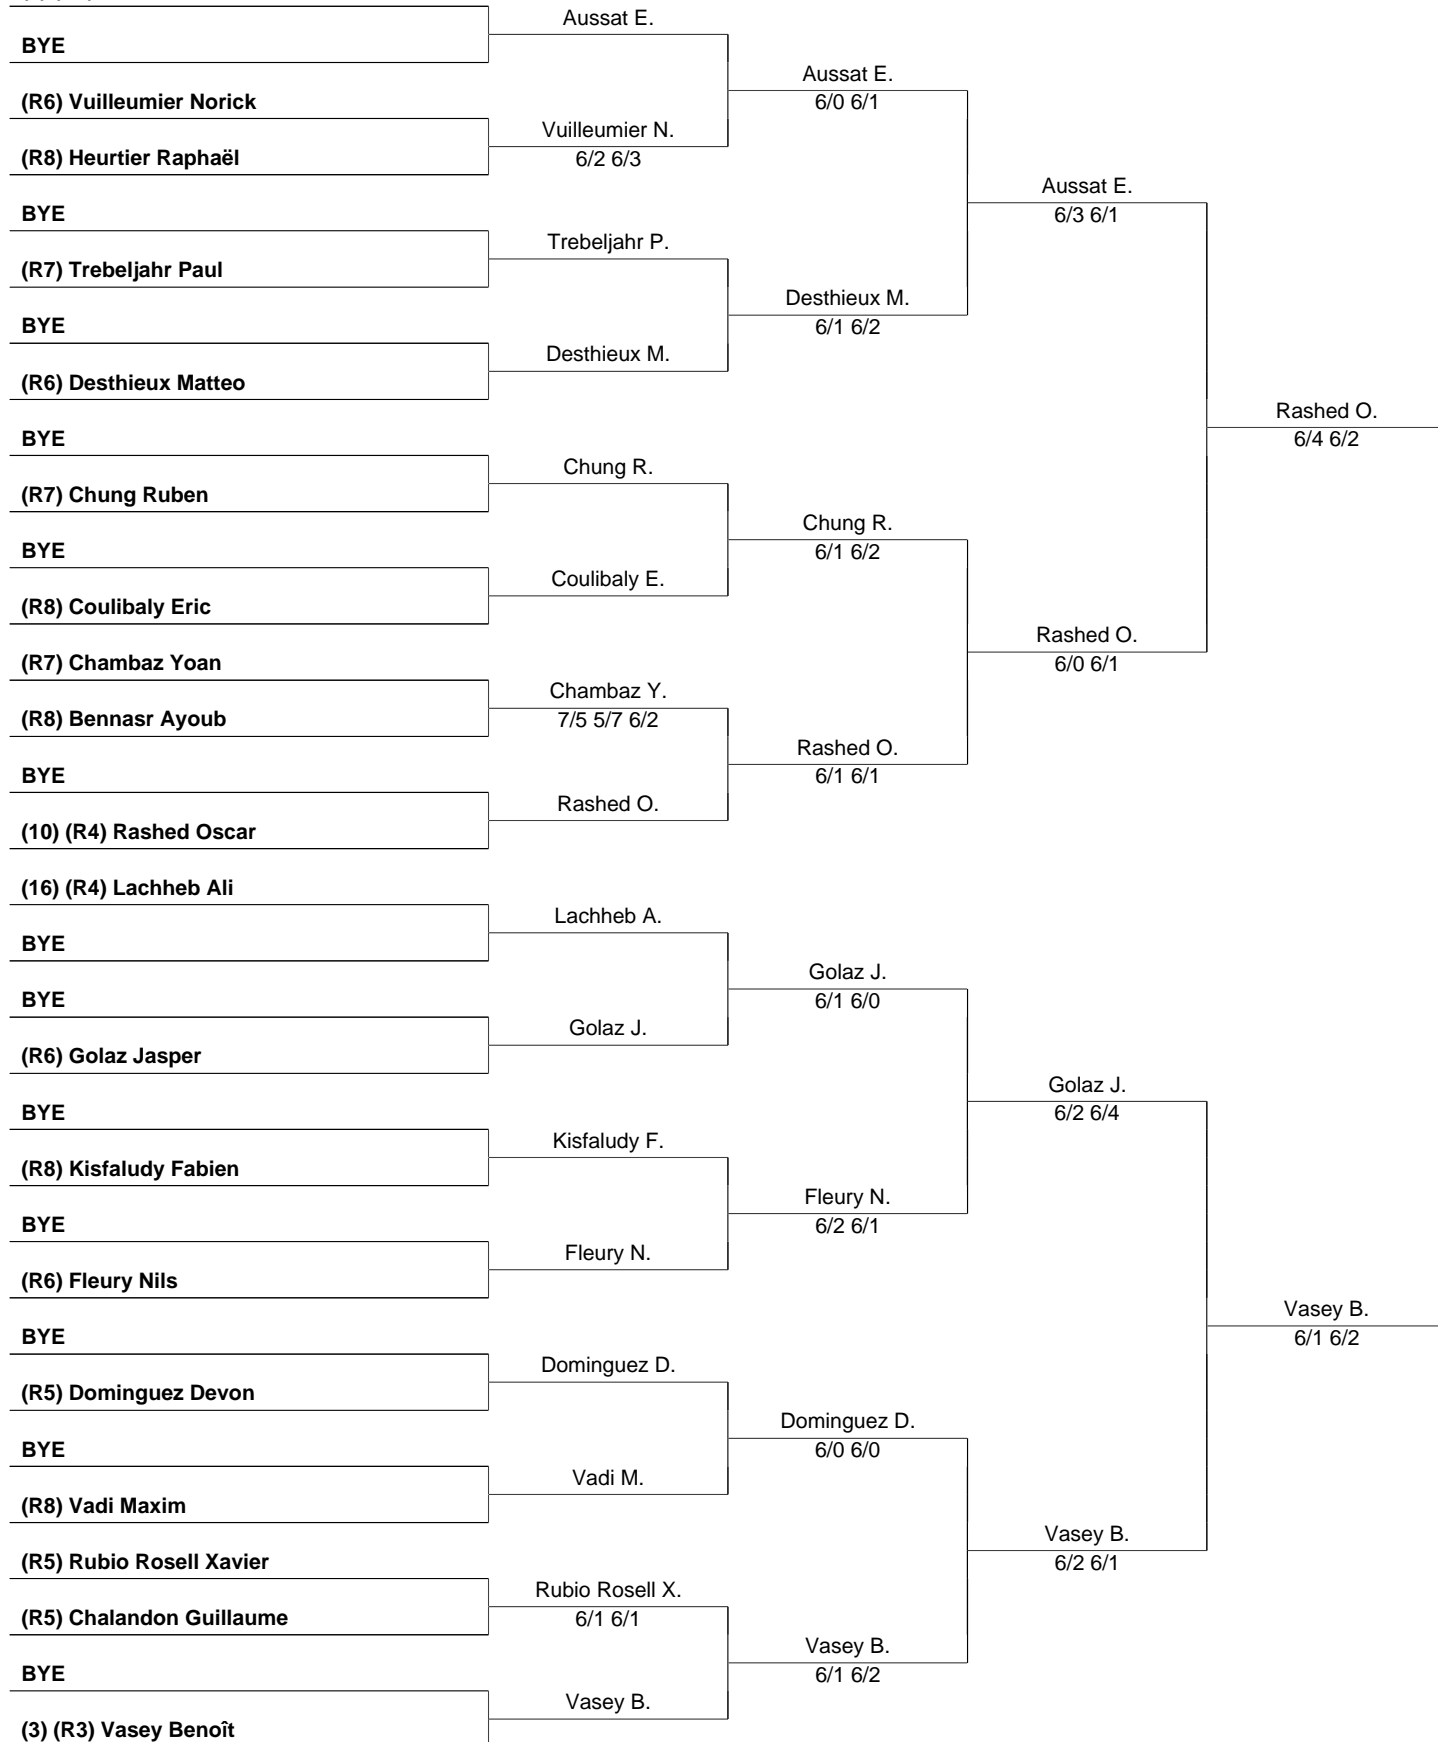 Aussat E.
BYE
Aussat E.
(R6) Vuilleumier Norick
6/0 6/1
Vuilleumier N.
(R8) Heurtier Raphaël
6/2 6/3
Aussat E.
BYE
6/3 6/1
Trebeljahr P.
(R7) Trebeljahr Paul
Desthieux M.
BYE
6/1 6/2
Desthieux M.
(R6) Desthieux Matteo
Rashed O.
BYE
6/4 6/2
Chung R.
(R7) Chung Ruben
Chung R.
BYE
6/1 6/2
Coulibaly E.
(R8) Coulibaly Eric
Rashed O.
(R7) Chambaz Yoan
6/0 6/1
Chambaz Y.
(R8) Bennasr Ayoub
7/5 5/7 6/2
Rashed O.
BYE
6/1 6/1
Rashed O.
(10) (R4) Rashed Oscar
(16) (R4) Lachheb Ali
Lachheb A.
BYE
Golaz J.
BYE
6/1 6/0
Golaz J.
(R6) Golaz Jasper
Golaz J.
BYE
6/2 6/4
Kisfaludy F.
(R8) Kisfaludy Fabien
Fleury N.
BYE
6/2 6/1
Fleury N.
(R6) Fleury Nils
Vasey B.
BYE
6/1 6/2
Dominguez D.
(R5) Dominguez Devon
Dominguez D.
BYE
6/0 6/0
Vadi M.
(R8) Vadi Maxim
Vasey B.
(R5) Rubio Rosell Xavier
6/2 6/1
Rubio Rosell X.
(R5) Chalandon Guillaume
6/1 6/1
Vasey B.
BYE
6/1 6/2
Vasey B.
(3) (R3) Vasey Benoît